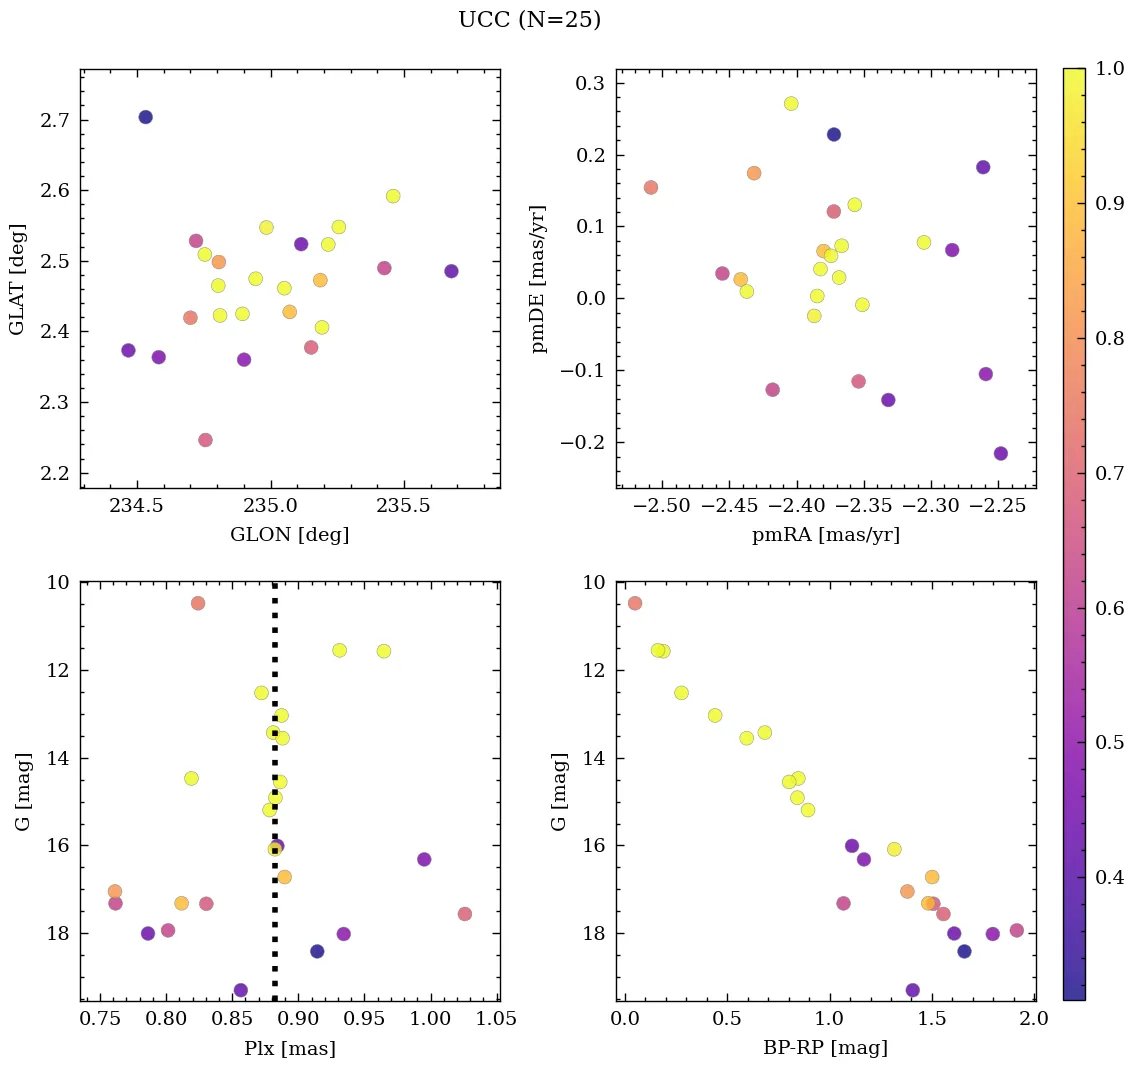 UCC (N=25)
2.7
2.6
2.5
2.4
2.3
2.2
GLAT [deg]
234.5 235.0 235.5
GLON [deg]
0.3
0.2
0.1
0.0
−0.1
−0.2
pmDE [mas/yr]
−2.50 −2.45 −2.40 −2.35 −2.30 −2.25
pmRA [mas/yr]
10
12
14
16
18
G [mag]
0.75 0.80 0.85 0.90 0.95 1.00 1.05
Plx [mas]
10
12
14
16
18
G [mag]
0.0 0.5 1.0 1.5 2.0
BP-RP [mag]
1.0
0.9
0.8
0.7
0.6
0.5
0.4